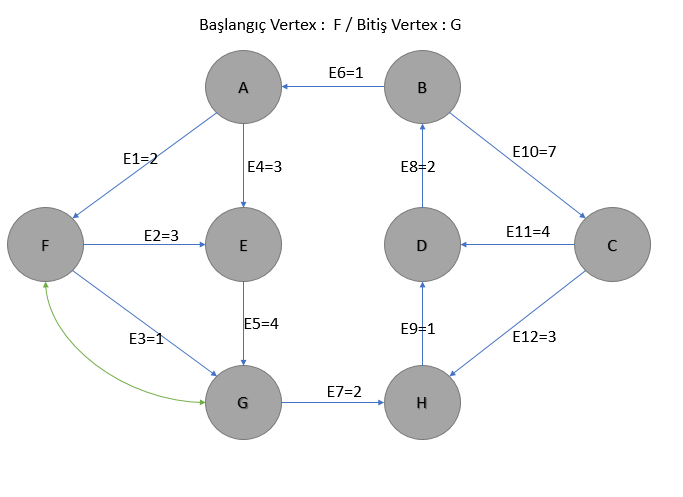 Başlangıç Vertex :  F / Bitiş Vertex : G
A
E6=1
B
E1=2
E4=3
E8=2
E10=7
F
E2=3
E
D
E11=4
C
E3=1
E5=4
E9=1
E12=3
G
E7=2
H